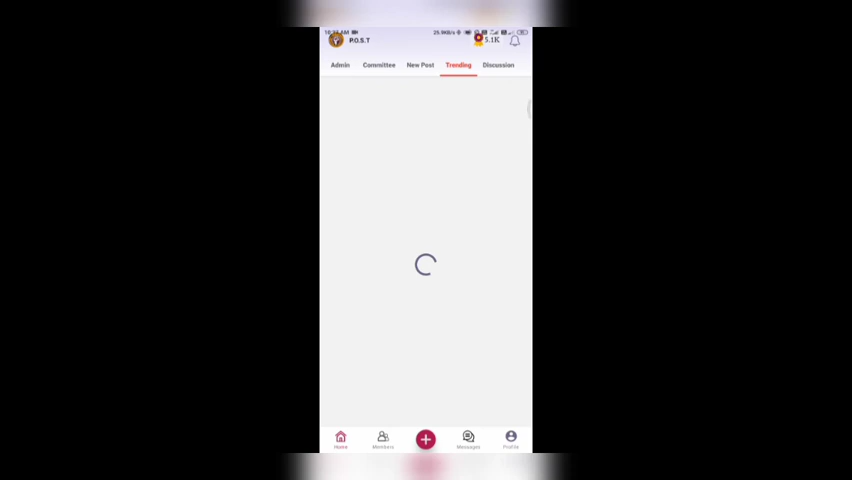 P.O.S.T
5.1K
Admin Committee New Post Trending Discussion
Home Members Messages Profile